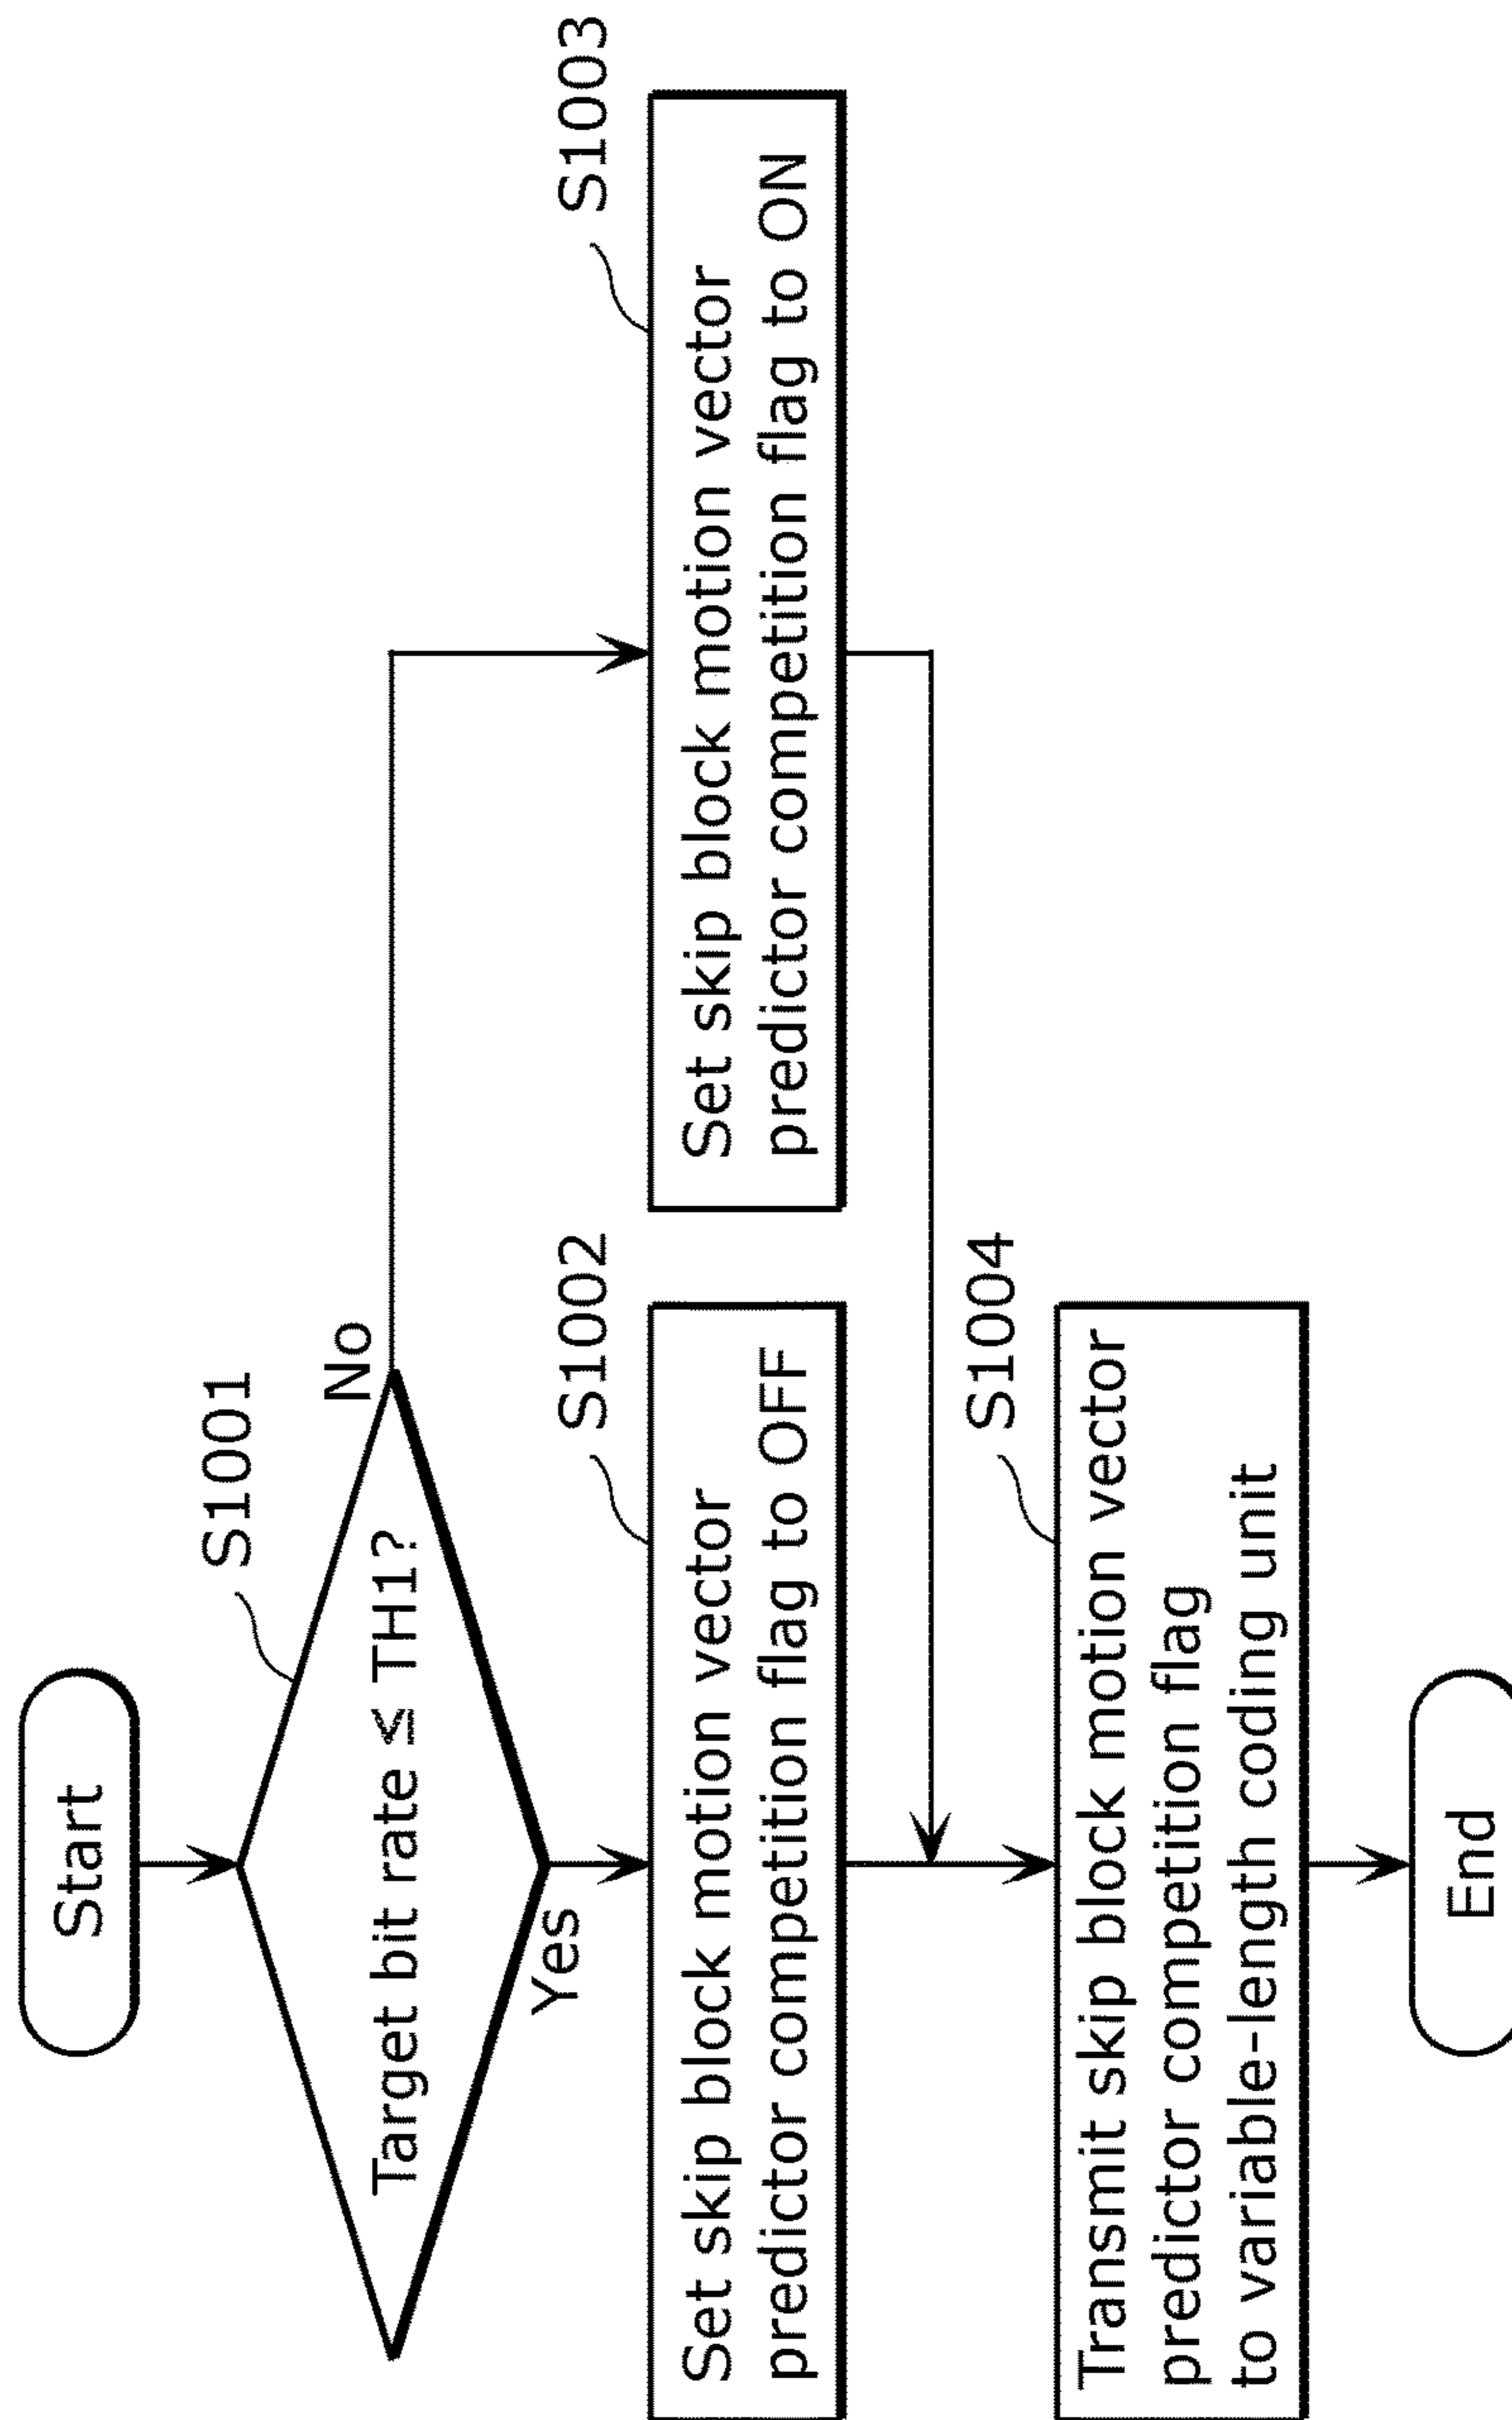 Start
S1001
Target bit rate ≤ TH1?
No
Yes
S1002
Set skip block motion vector
predictor competition flag to OFF
S1003
Set skip block motion vector
predictor competition flag to ON
S1004
Transmit skip block motion vector
predictor competition flag
to variable-length coding unit
End